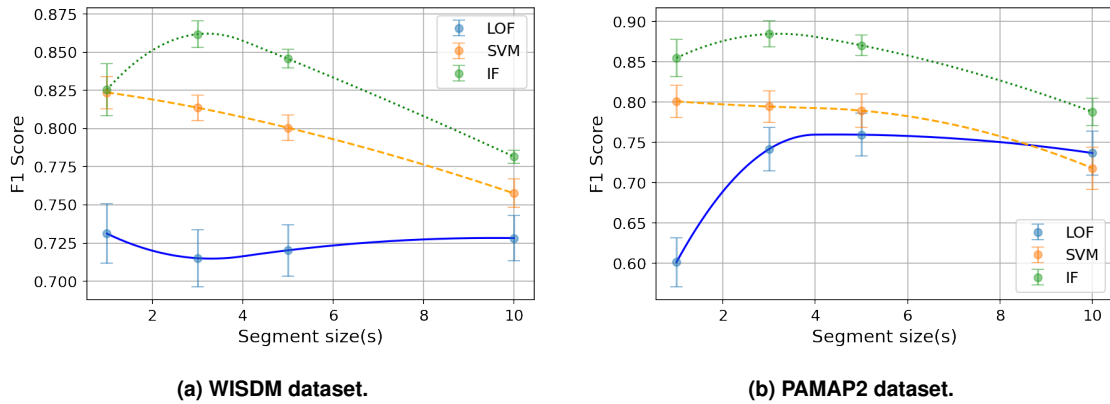 0.875
0.850
0.825
0.800
0.775
0.750
0.725
0.700
F1 Score
2
4
6
8
10
Segment size(s)
LOF
SVM
IF
(a) WISDM dataset.
0.90
0.85
0.80
0.75
0.70
0.65
0.60
F1 Score
2
4
6
8
10
Segment size(s)
LOF
SVM
IF
(b) PAMAP2 dataset.